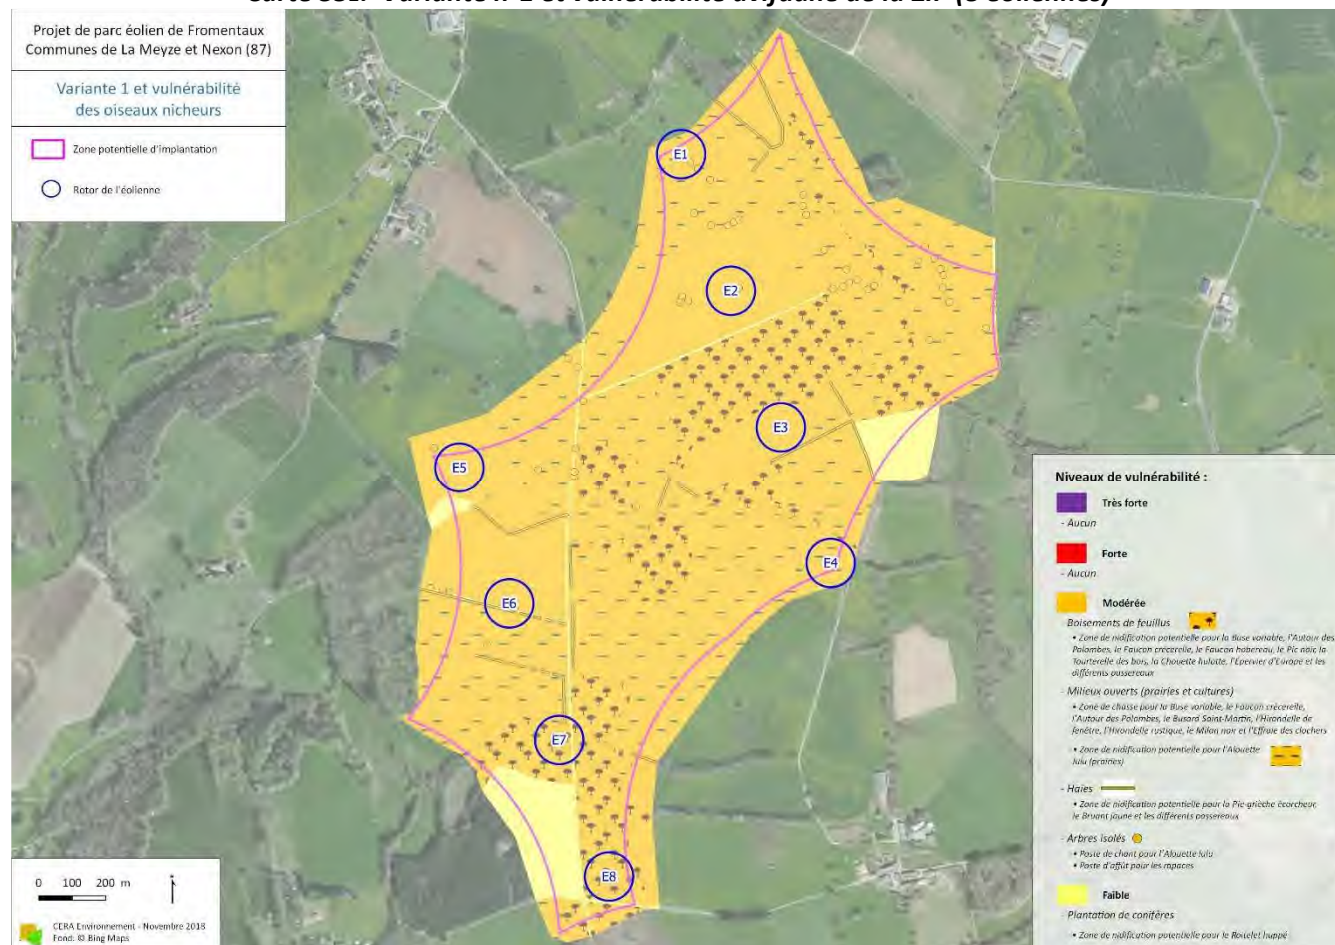 Projet de parc éolien de Fromentaux
Communes de La Meyze et Nexon (87)
Variante 1 et vulnérabilité
des oiseaux nicheurs
Zone potentielle d'implantation
Rotor de l'éolienne
E1
E2
E3
E5
E4
E6
E7
E8
Niveaux de vulnérabilité :
Très forte
- Aucun
Forte
- Aucun
Modérée
- Boisements de feuillus
• Zone de nidification potentielle pour la Buse variable, l'Autour des
Palombes, le Faucon crécerelle, le Faucon hobereau, le Pic noir, la
Tourterelle des bois, la Chouette hulotte, l'Epervier d'Europe et les
différents passereaux
- Milieux ouverts (prairies et cultures)
• Zone de chasse pour la Buse variable, le Faucon crécerelle,
l'Autour des Palombes, le Busard Saint-Martin, l'Hirondelle de
fenêtre, l'Hirondelle rustique, le Milan noir et l'Effraie des clochers
• Zone de nidification potentielle pour l'Alouette
lulu (prairies)
- Haies
• Zone de nidification potentielle pour la Pie-grièche écorcheur,
le Bruant jaune et les différents passereaux
- Arbres isolés
• Poste de chant pour l'Alouette lulu
• Poste d'affût pour les rapaces
Faible
- Plantation de conifères
• Zone de nidification potentielle pour le Roitelet huppé
0 100 200 m
CERA Environnement - Novembre 2018
Fond: © Bing Maps